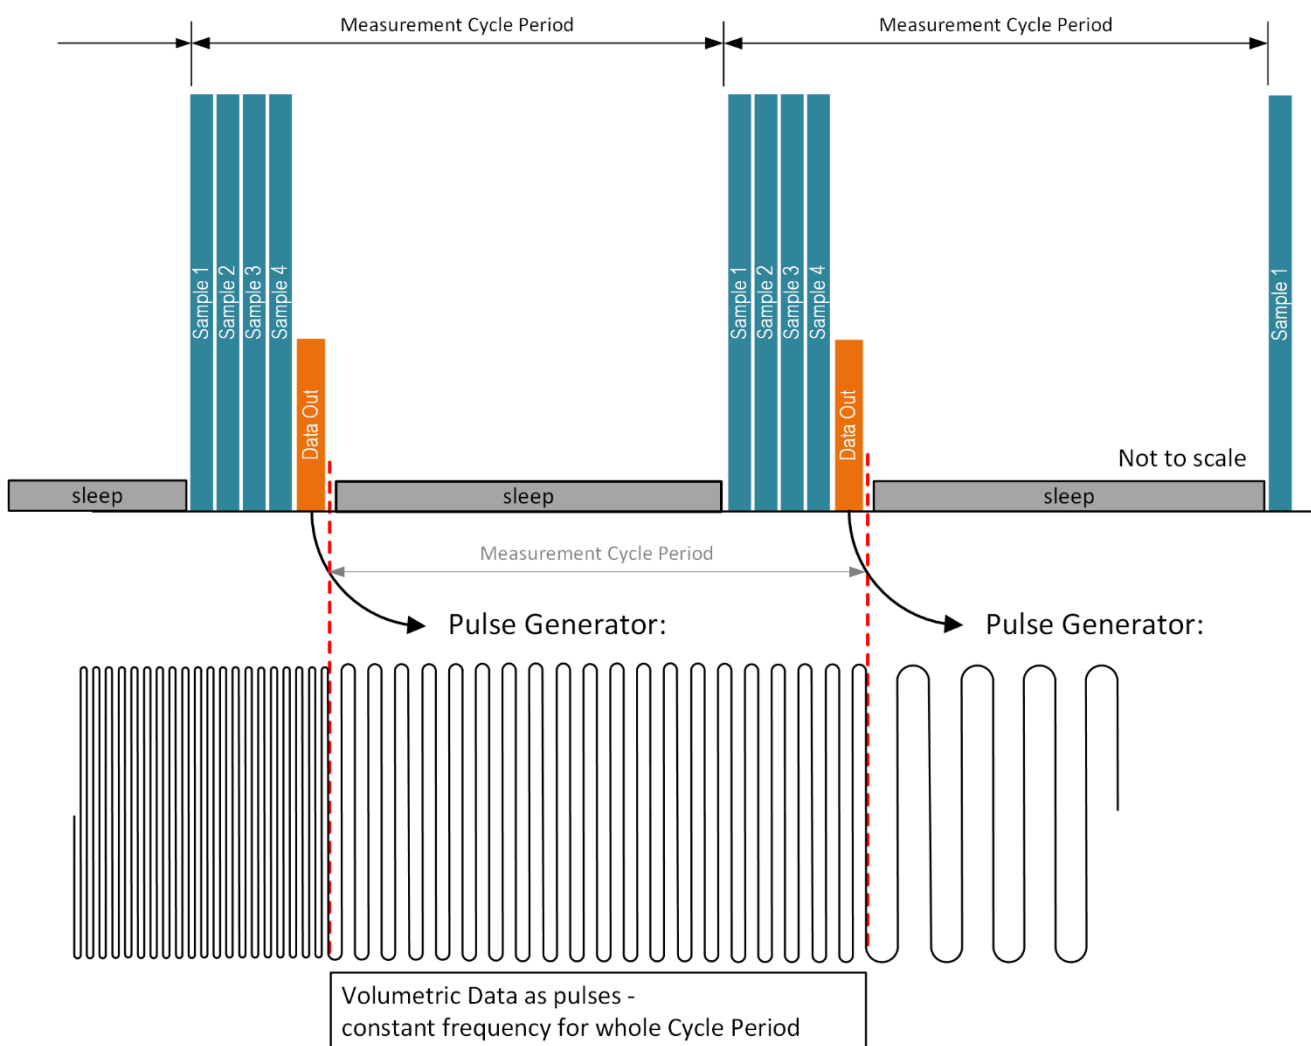 Measurement Cycle Period
Measurement Cycle Period
Sample 1
Sample 2
Sample 3
Sample 4
Data Out
Sample 1
Sample 2
Sample 3
Sample 4
Data Out
Sample 1
Not to scale
sleep
sleep
sleep
Measurement Cycle Period
Pulse Generator:
Pulse Generator:
Volumetric Data as pulses -
constant frequency for whole Cycle Period